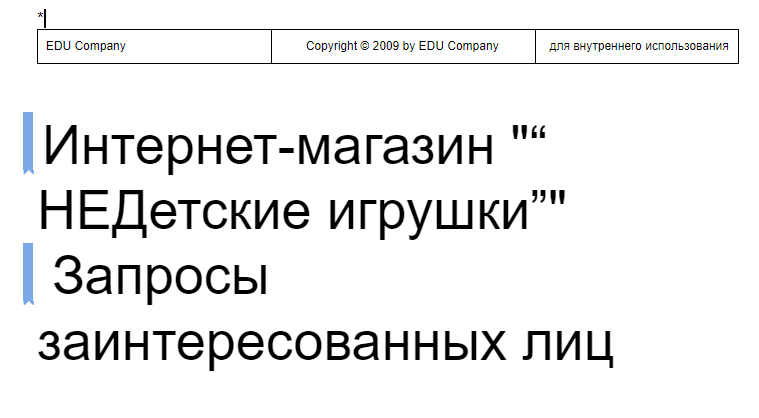 *
EDU Company Copyright © 2009 by EDU Company для внутреннего использования
Интернет-магазин "“
НЕДетские игрушки”"
Запросы
заинтересованных лиц